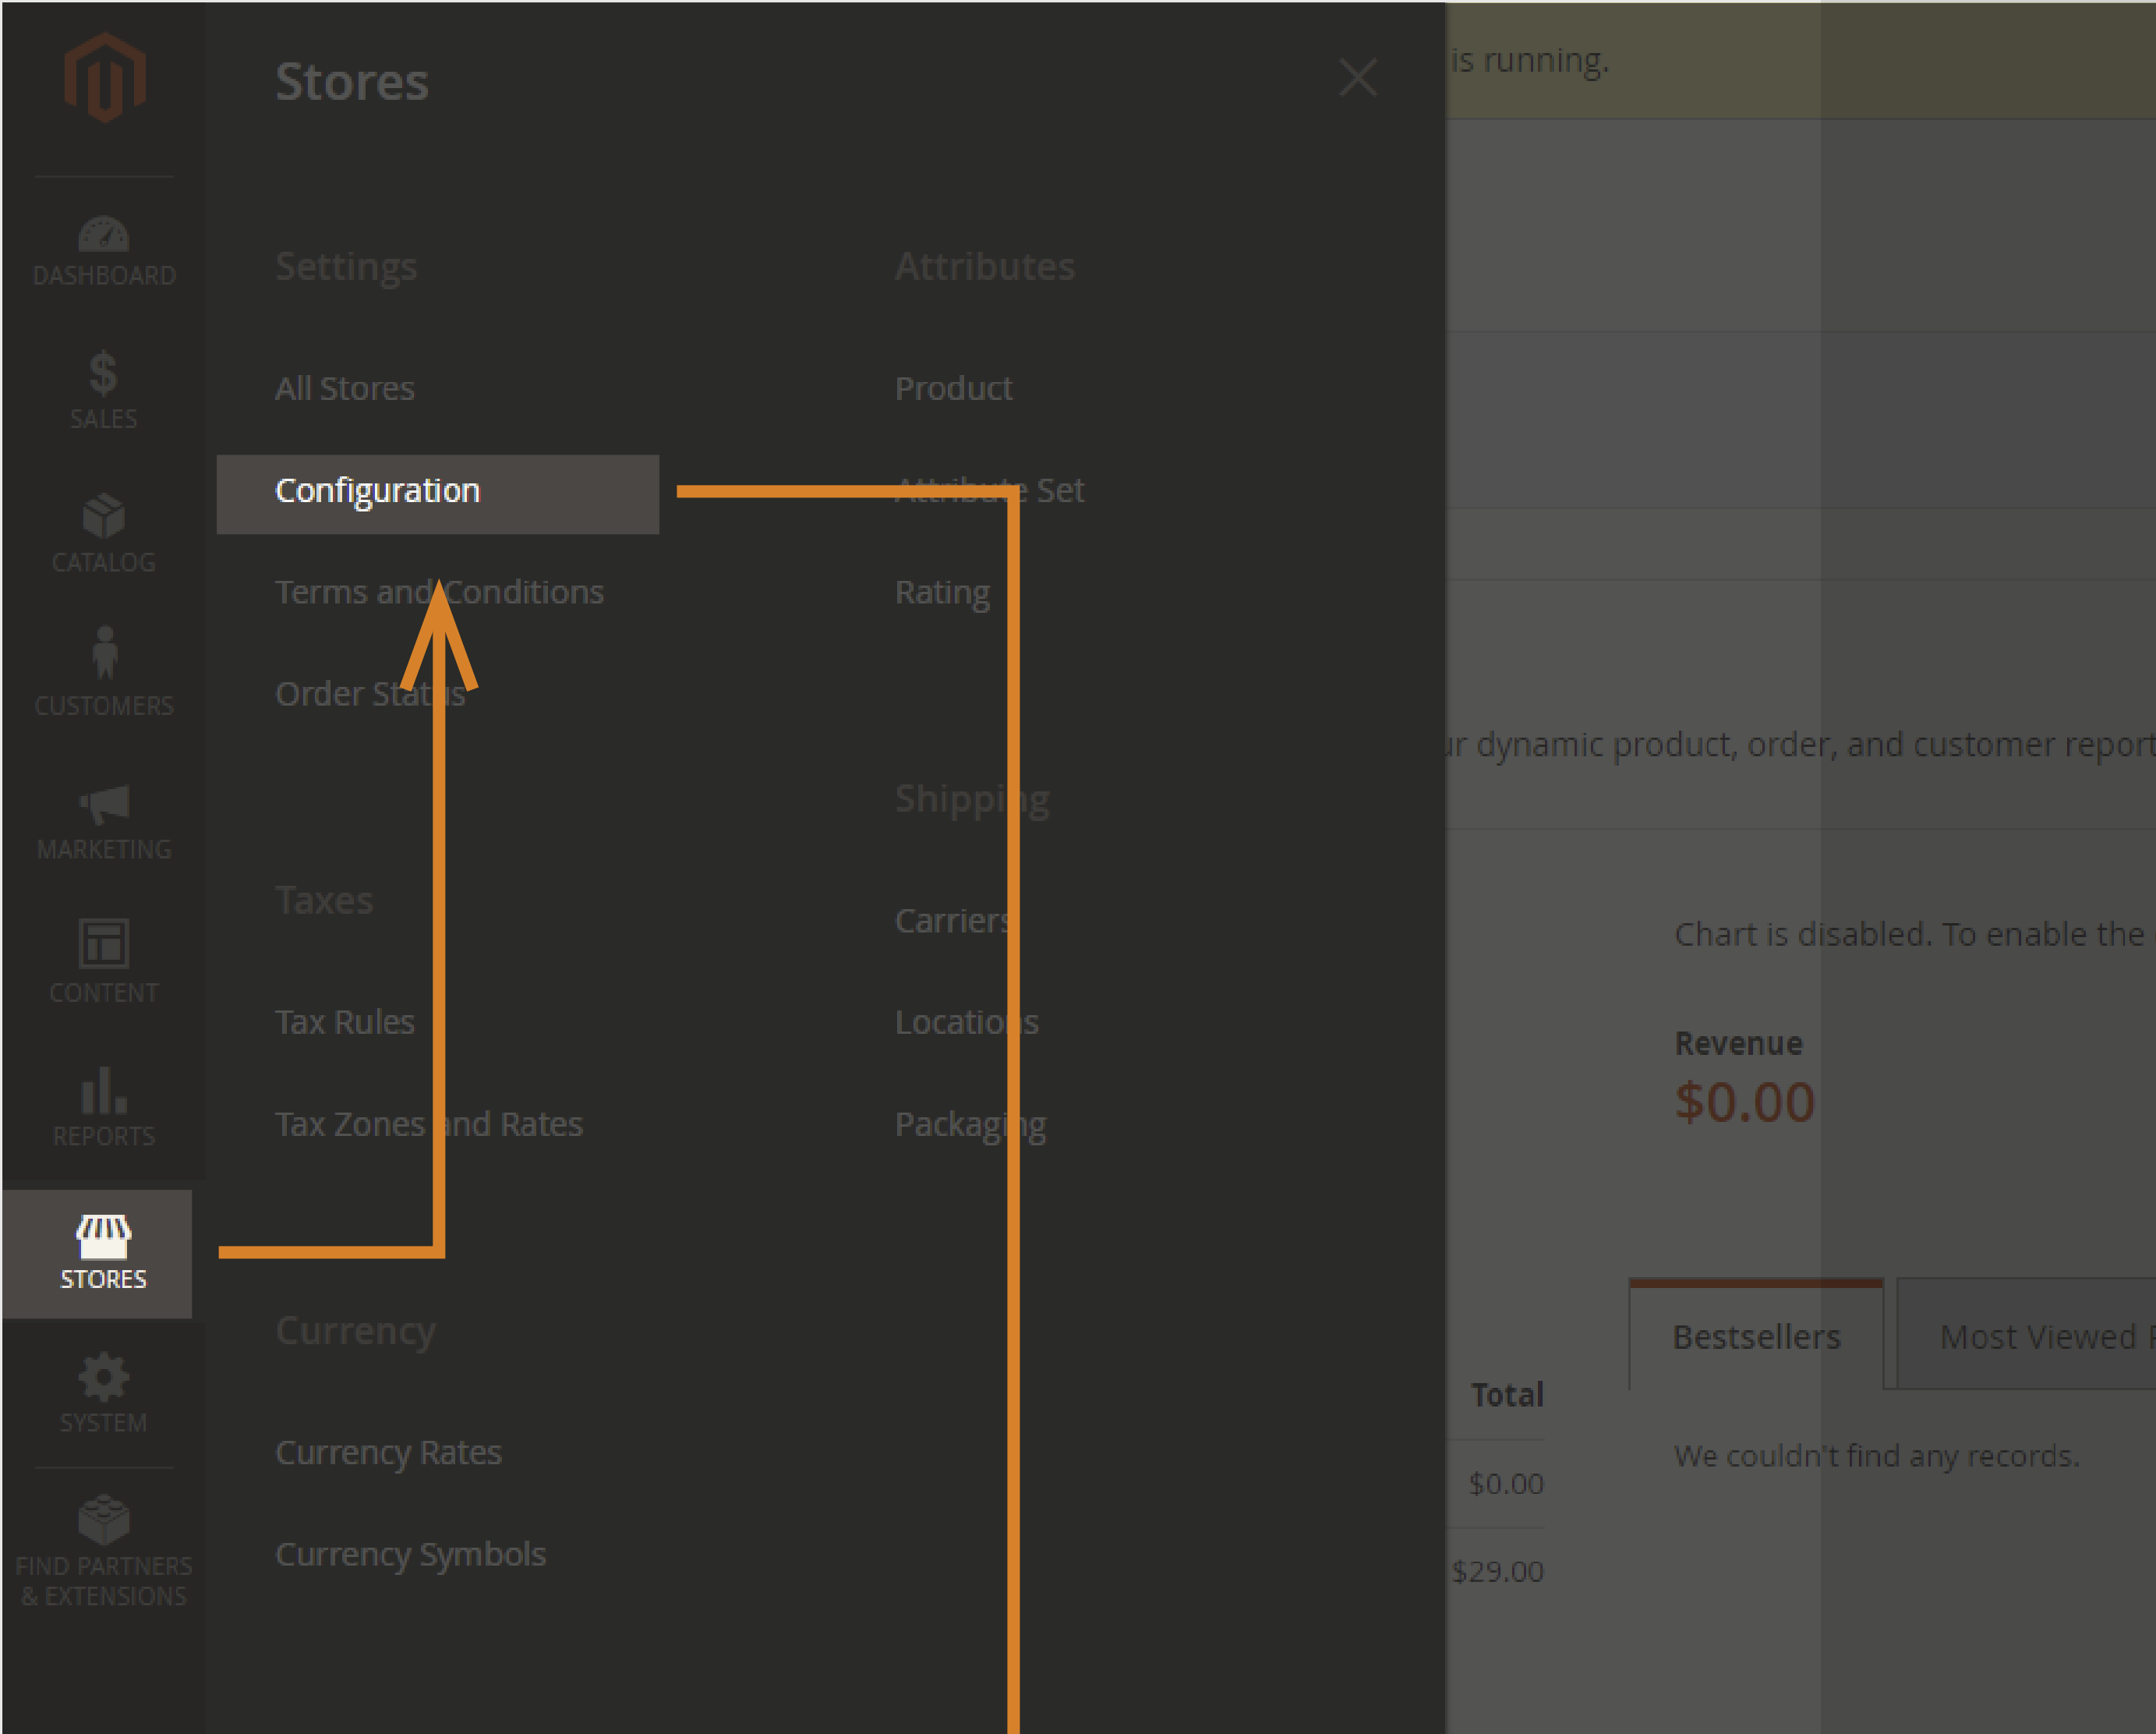 DASHBOARD
SALES
CATALOG
CUSTOMERS
MARKETING
CONTENT
REPORTS
STORES
SYSTEM
FIND PARTNERS
& EXTENSIONS
Stores
Settings
All Stores
Configuration
Terms and Conditions
Order Status
Taxes
Tax Rules
Tax Zones and Rates
Currency
Currency Rates
Currency Symbols
Attributes
Product
Attribute Set
Rating
Shipping
Carriers
Locations
Packaging
is running.
ur dynamic product, order, and customer report
Chart is disabled. To enable the
Revenue
$0.00
Bestsellers
Most Viewed
Total
$0.00
$29.00
We couldn't find any records.